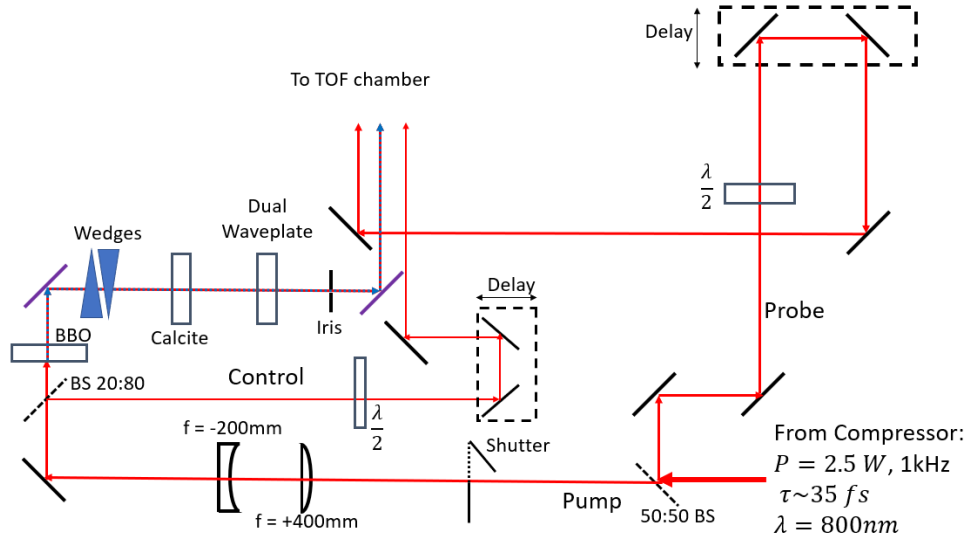 Delay
To TOF chamber
λ
2
Dual
Waveplate
Wedges
Delay
Iris
Probe
BBO
Calcite
BS 20:80
Control
λ
2
From Compressor:
f = -200mm
Shutter
P = 2.5 W, 1kHz
Pump
τ~35 fs
f = +400mm
50:50 BS
λ = 800nm